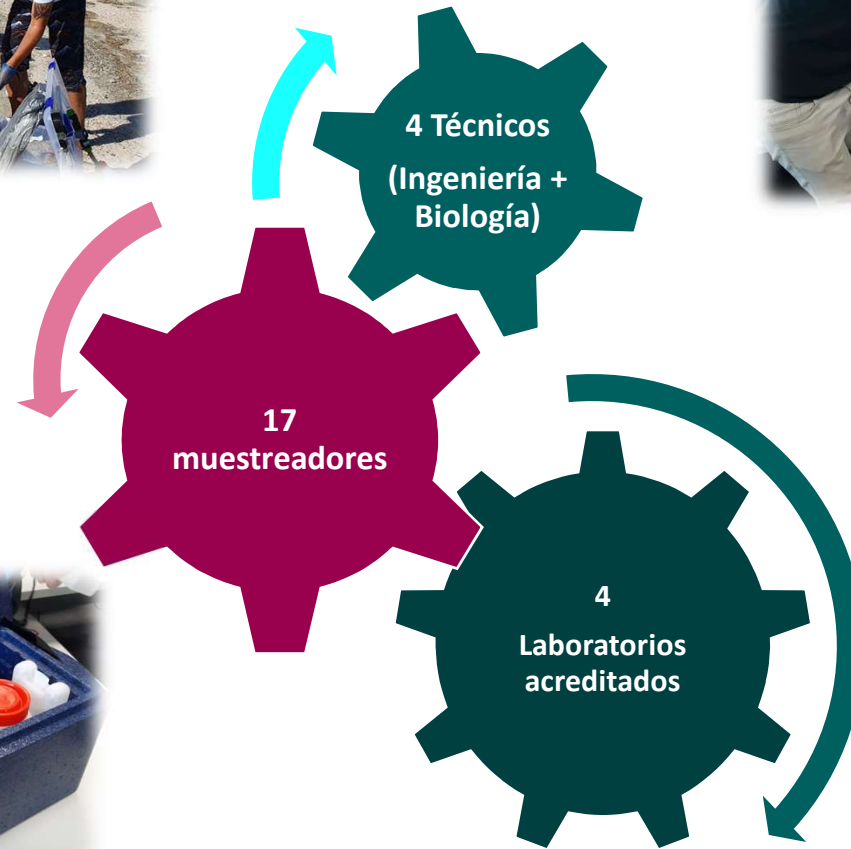 4 Técnicos
(Ingeniería +
Biología)
17
muestreadores
4
Laboratorios
acreditados